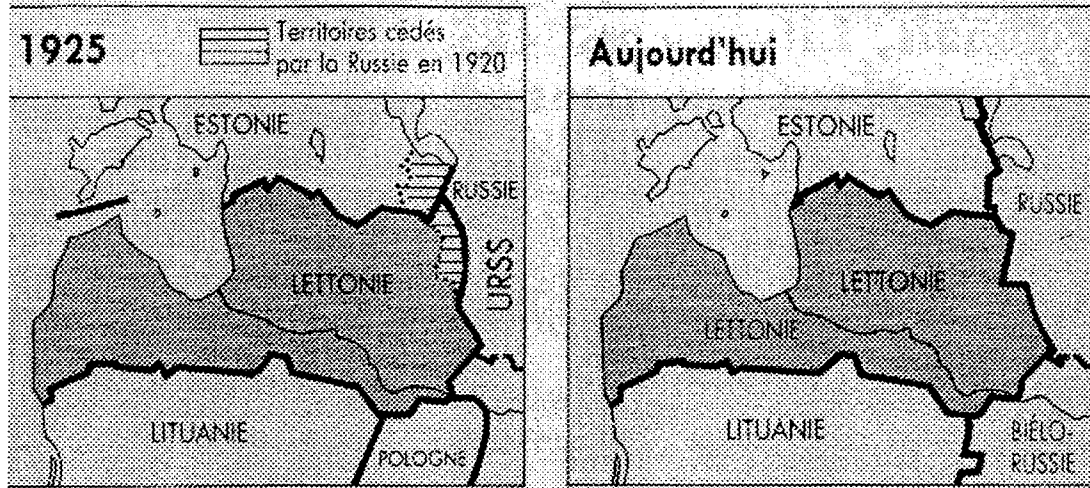 1925
Territoires cédés
par la Russie en 1920
ESTONIE
RUSSIE
URSS
LETTONIE
LITUANIE
POLOGNE
Aujourd'hui
ESTONIE
RUSSIE
LETTONIE
LETTONIE
LITUANIE
BIÉLO-
RUSSIE